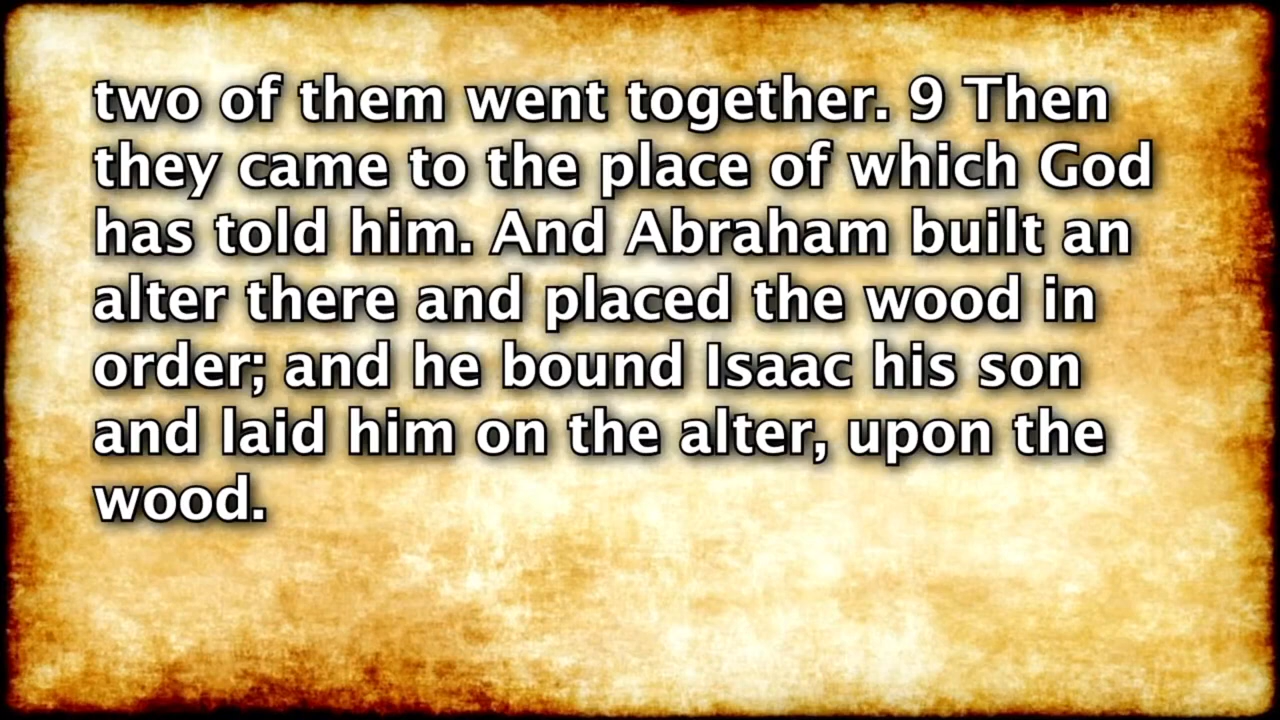 two of them went together. 9 Then
they came to the place of which God
has told him. And Abraham built an
alter there and placed the wood in
order; and he bound Isaac his son
and laid him on the alter, upon the
wood.